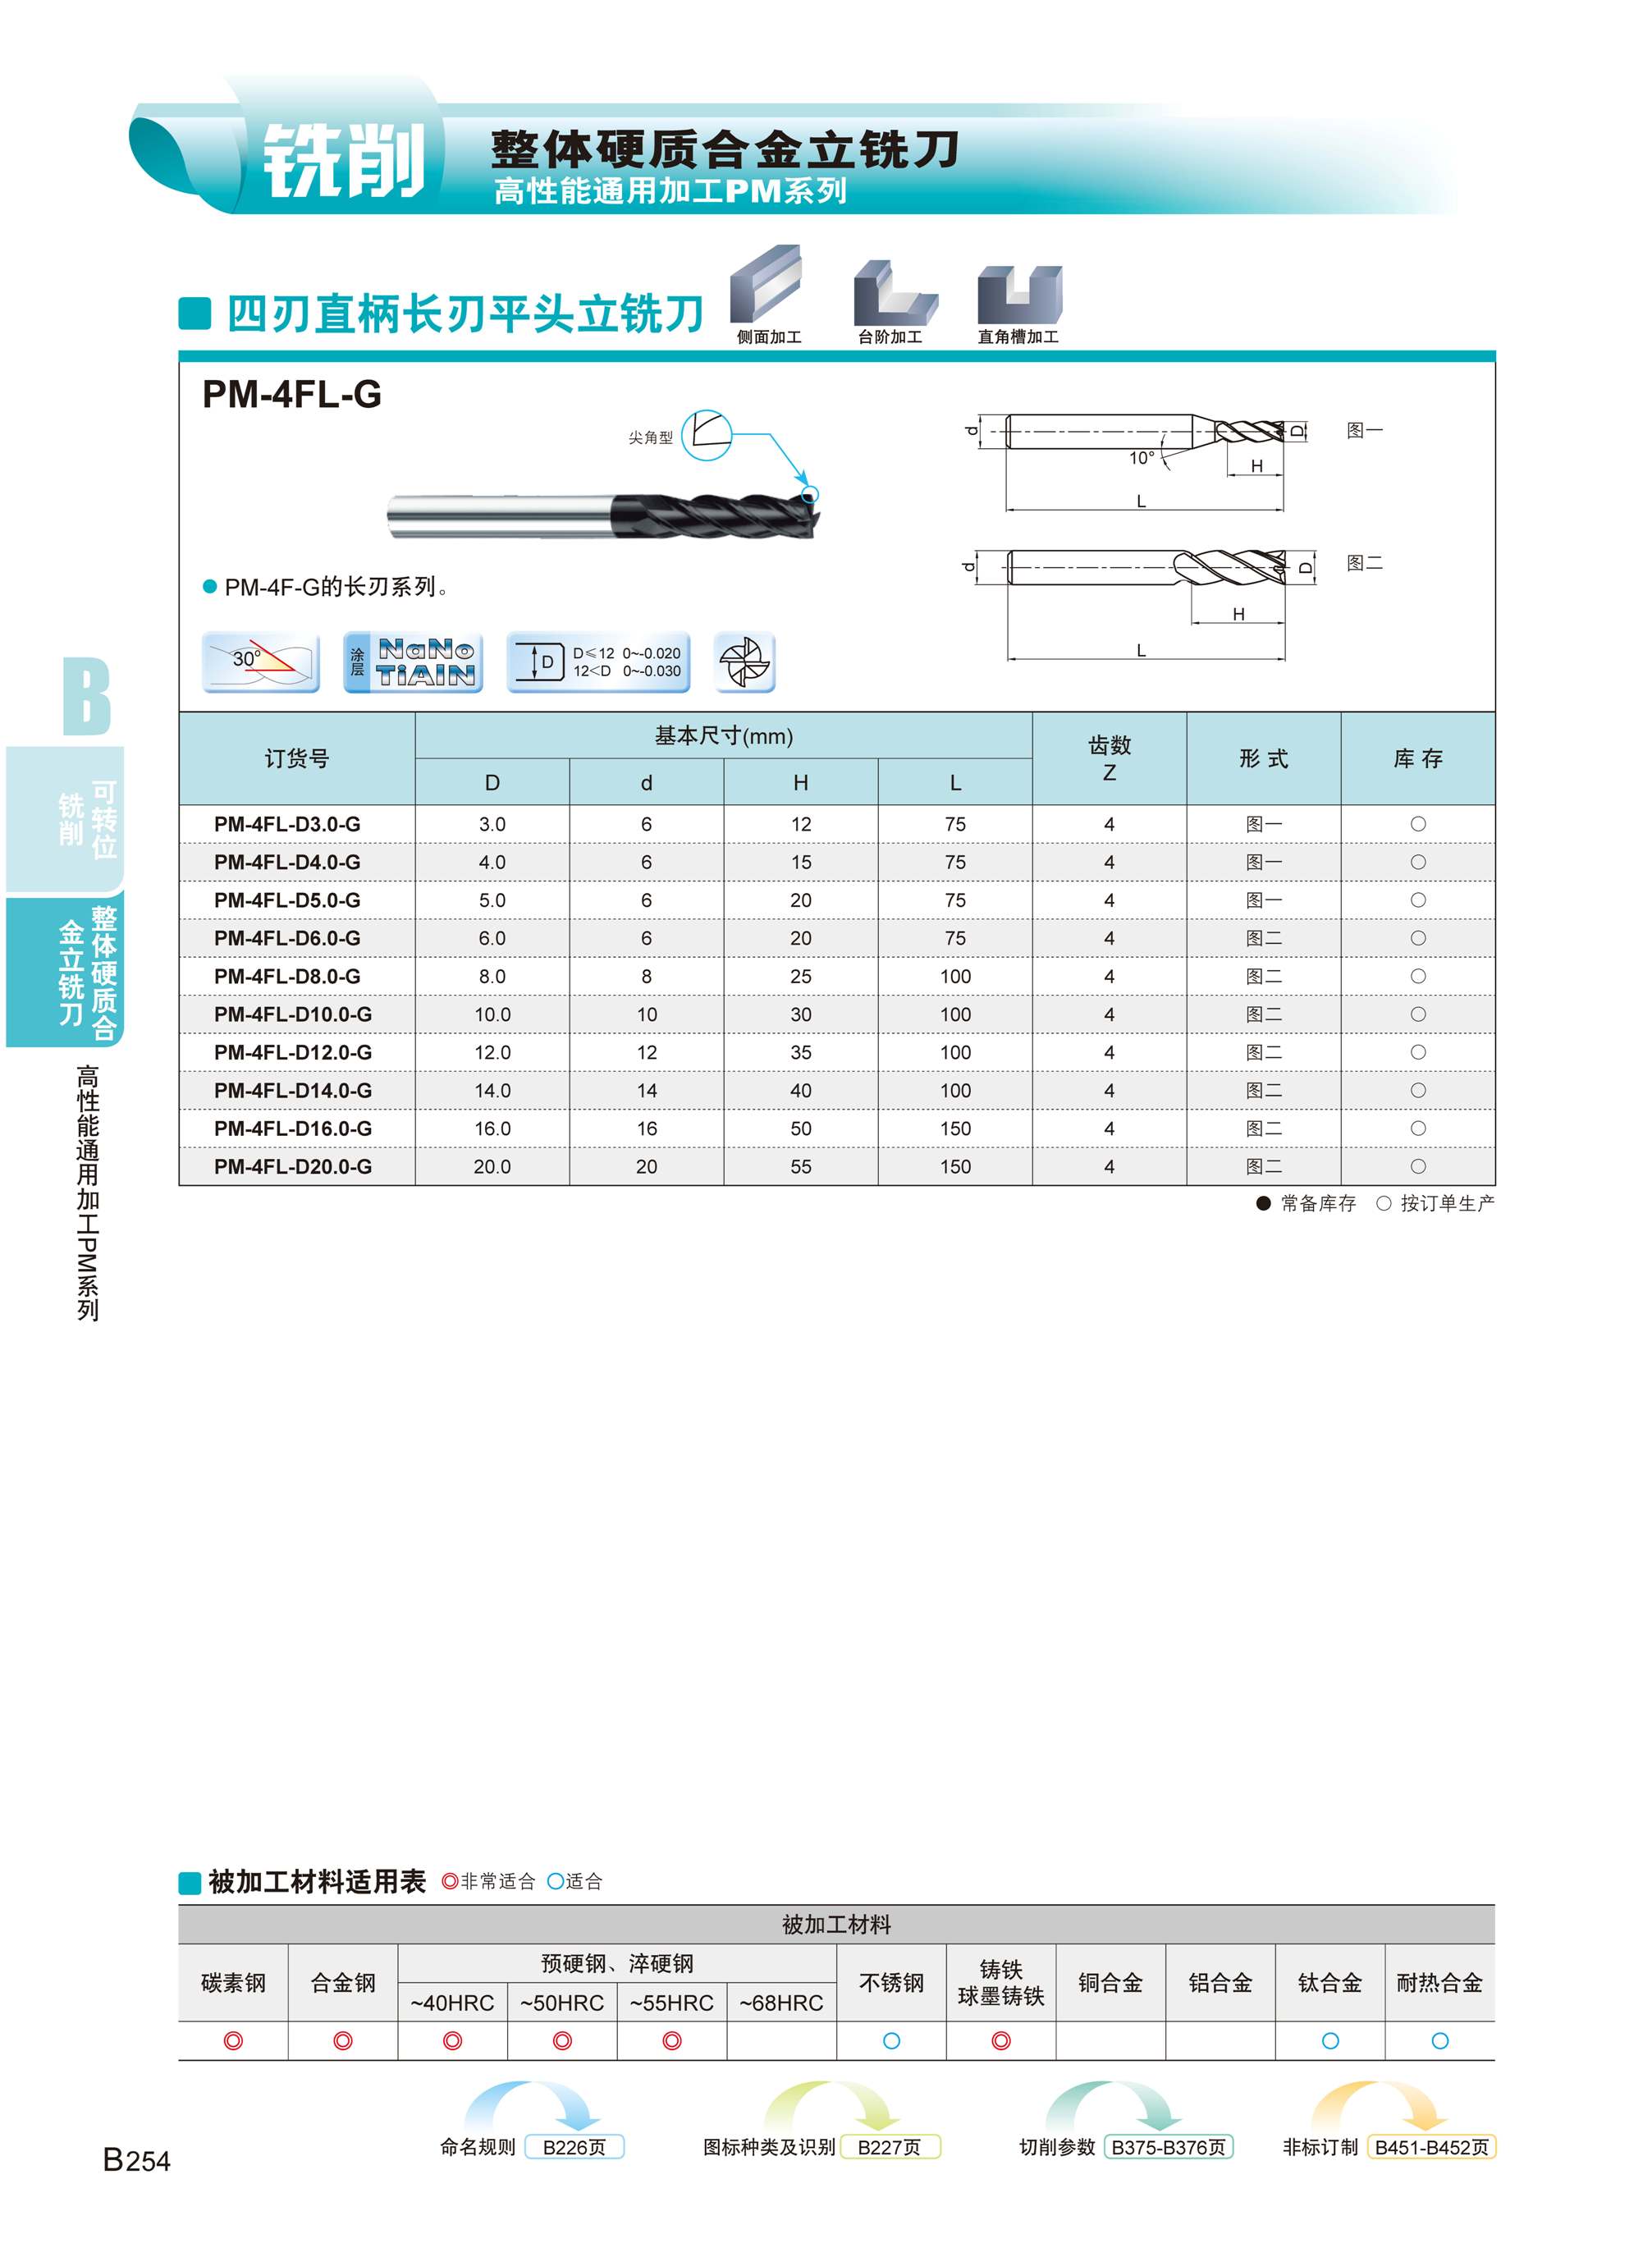 铣削
整体硬质合金立铣刀
高性能通用加工PM系列
四刃直柄长刃平头立铣刀
侧面加工 台阶加工 直角槽加工
PM-4FL-G
尖角型
d 10° H D L 图一
d H D L 图二
PM-4F-G的长刃系列。
30°
涂层 NaNo TiAlN
D D≤12 0~-0.020
12<D 0~-0.030
订货号 基本尺寸(mm) 齿数 Z 形式 库存
D d H L
PM-4FL-D3.0-G 3.0 6 12 75 4 图一 ○
PM-4FL-D4.0-G 4.0 6 15 75 4 图一 ○
PM-4FL-D5.0-G 5.0 6 20 75 4 图一 ○
PM-4FL-D6.0-G 6.0 6 20 75 4 图二 ○
PM-4FL-D8.0-G 8.0 8 25 100 4 图二 ○
PM-4FL-D10.0-G 10.0 10 30 100 4 图二 ○
PM-4FL-D12.0-G 12.0 12 35 100 4 图二 ○
PM-4FL-D14.0-G 14.0 14 40 100 4 图二 ○
PM-4FL-D16.0-G 16.0 16 50 150 4 图二 ○
PM-4FL-D20.0-G 20.0 20 55 150 4 图二 ○
● 常备库存 ○ 按订单生产
B
可转位
铣削
整体硬质合
金立铣刀
高性能通用加工PM系列
被加工材料适用表 ◎非常适合 ○适合
被加工材料
碳素钢 合金钢 预硬钢、淬硬钢 不锈钢 铸铁 球墨铸铁 铜合金 铝合金 钛合金 耐热合金
~40HRC ~50HRC ~55HRC ~68HRC
◎ ◎ ◎ ◎ ◎ ○ ◎ ○ ○
命名规则 B226页 图标种类及识别 B227页 切削参数 B375-B376页 非标订制 B451-B452页
B254